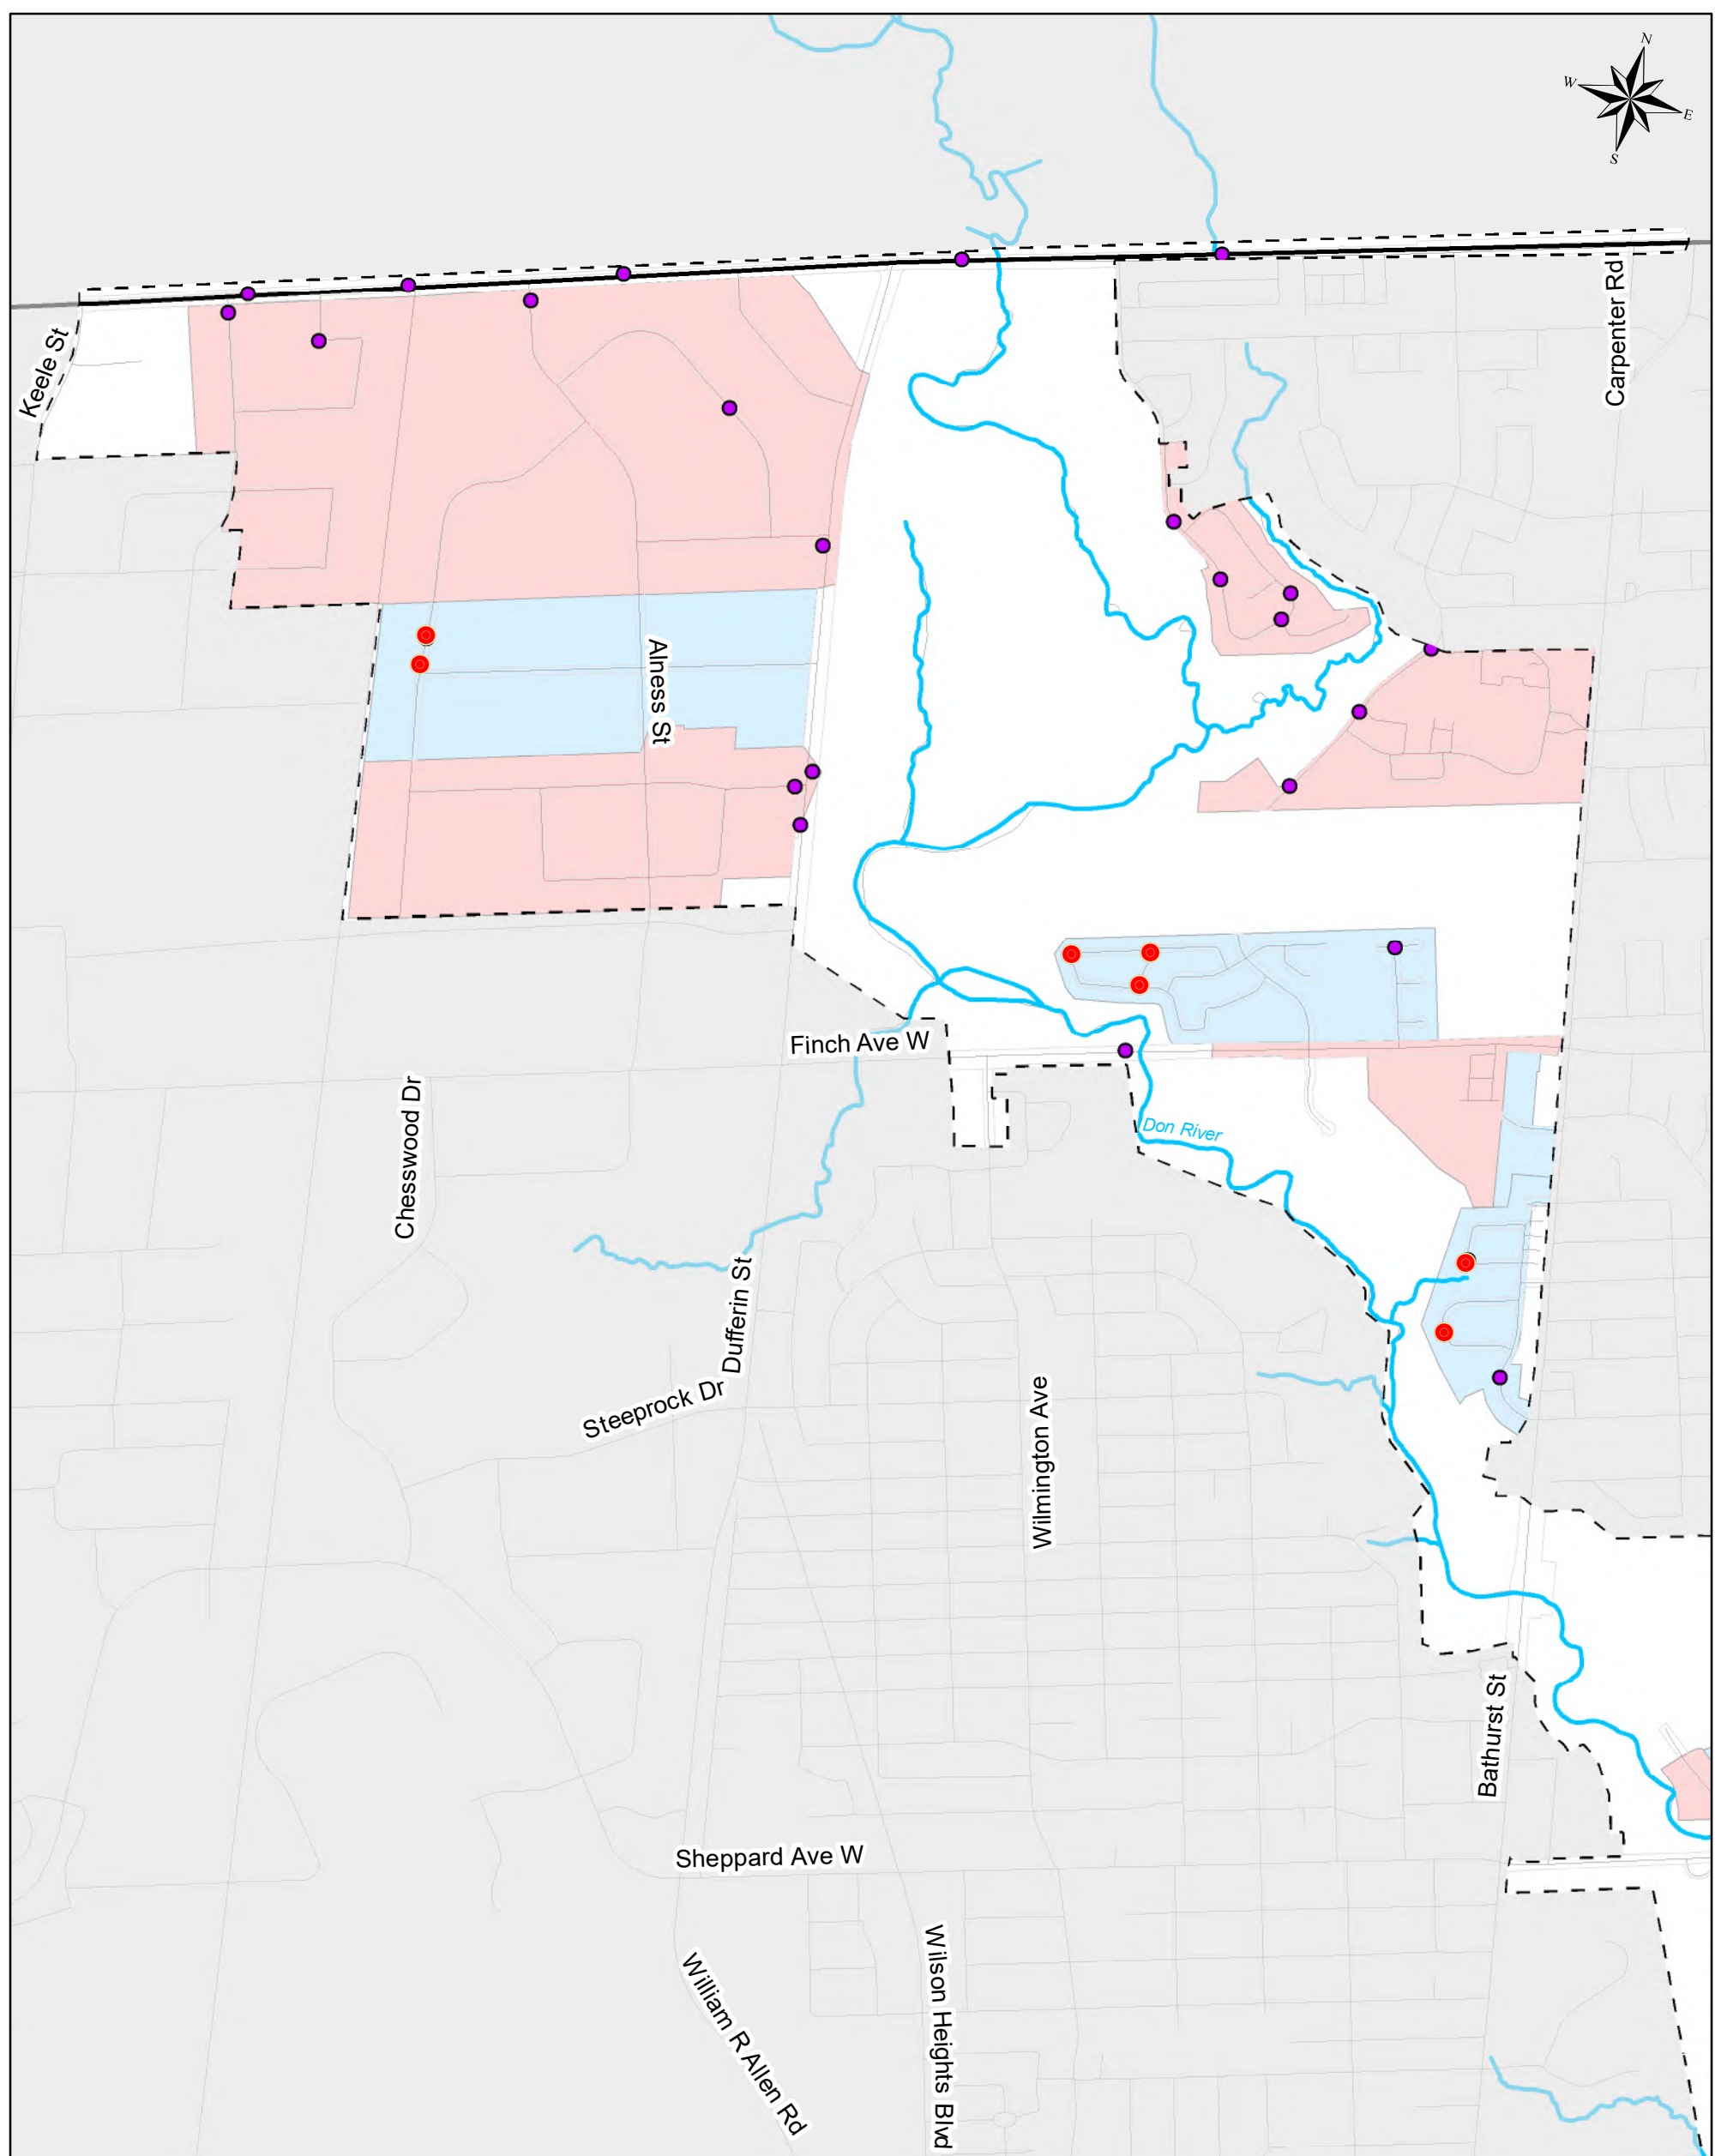 N
W
E
S
Keele St
Carpenter Rd
Alness St
Finch Ave W
Chesswood Dr
Don River
Dufferin St
Steeprock Dr
Wilmington Ave
Bathurst St
Sheppard Ave W
William R Allen Rd
Wilson Heights Blvd